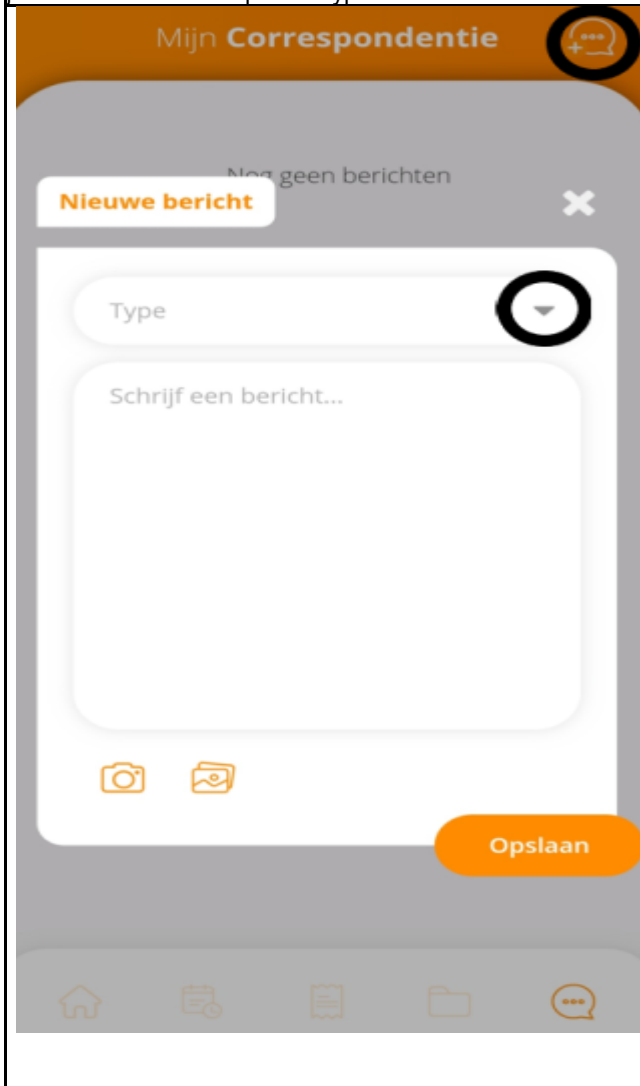 Mijn Correspondentie
Nog geen berichten
Nieuwe bericht
Type
Schrijf een bericht...
Opslaan